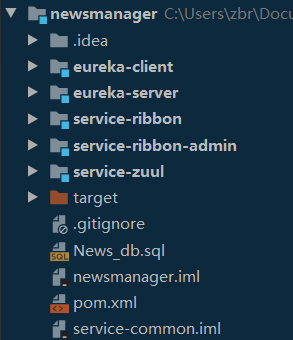 newsmanager C:\Users\zbr\Docu
.idea
eureka-client
eureka-server
service-ribbon
service-ribbon-admin
service-zuul
target
.gitignore
SQL News_db.sql
newsmanager.iml
pom.xml
service-common.iml